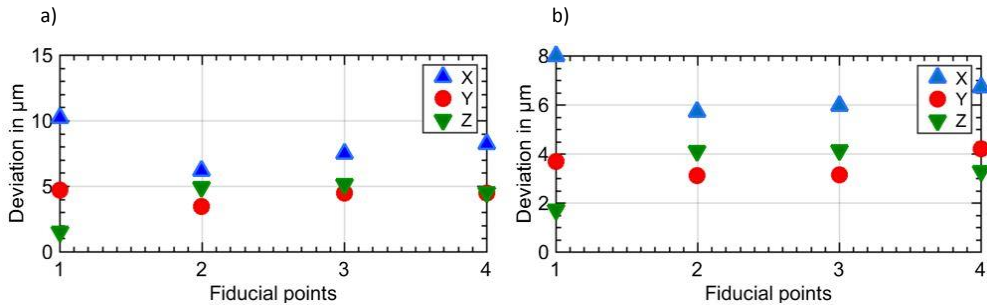 a)
15
10
5
0
Deviation in µm
1 2 3 4
Fiducial points
X
Y
Z
b)
8
6
4
2
0
Deviation in µm
1 2 3 4
Fiducial points
X
Y
Z